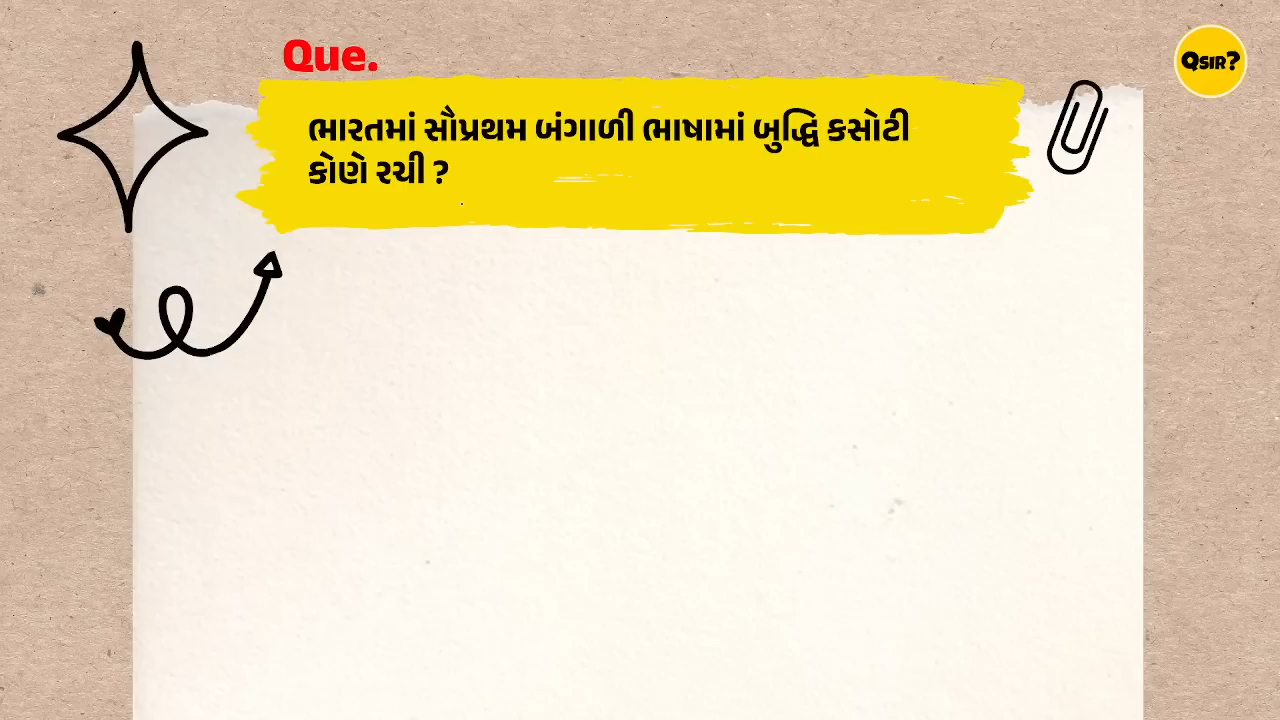 Que.
QSIR?
ભારતમાં સૌપ્રથમ બંગાળી ભાષામાં બુદ્ધિ કસોટી
કોણે રચી ?